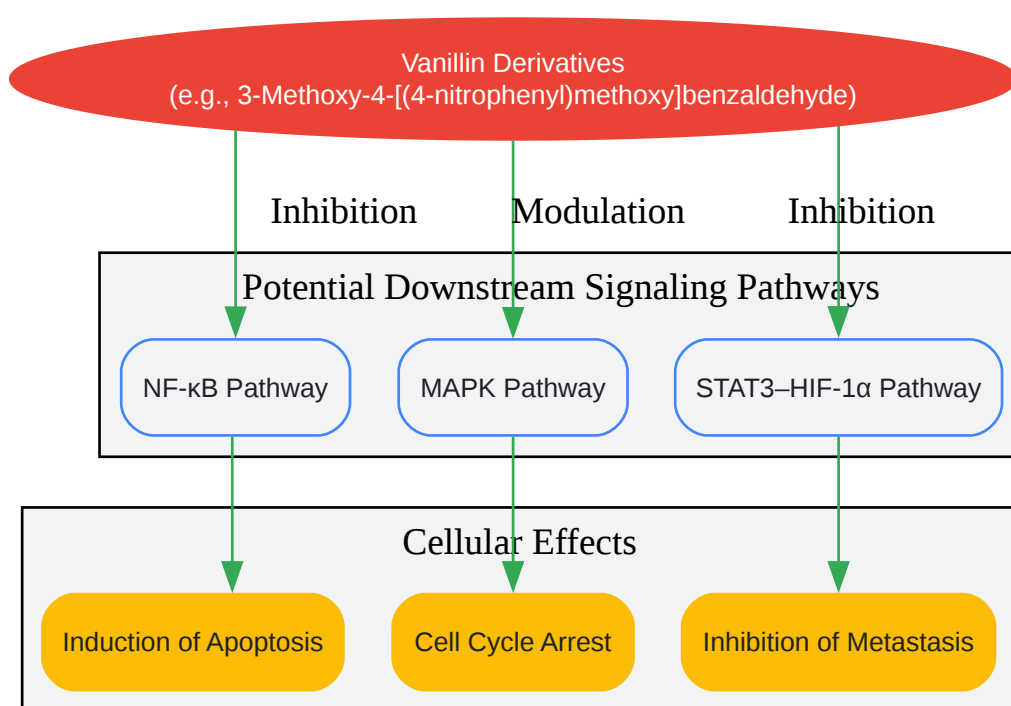 Vanillin Derivatives
(e.g., 3-Methoxy-4-[(4-nitrophenyl)methoxy]benzaldehyde)
Inhibition
Modulation
Inhibition
Potential Downstream Signaling Pathways
NF-κB Pathway
MAPK Pathway
STAT3–HIF-1α Pathway
Cellular Effects
Induction of Apoptosis
Cell Cycle Arrest
Inhibition of Metastasis